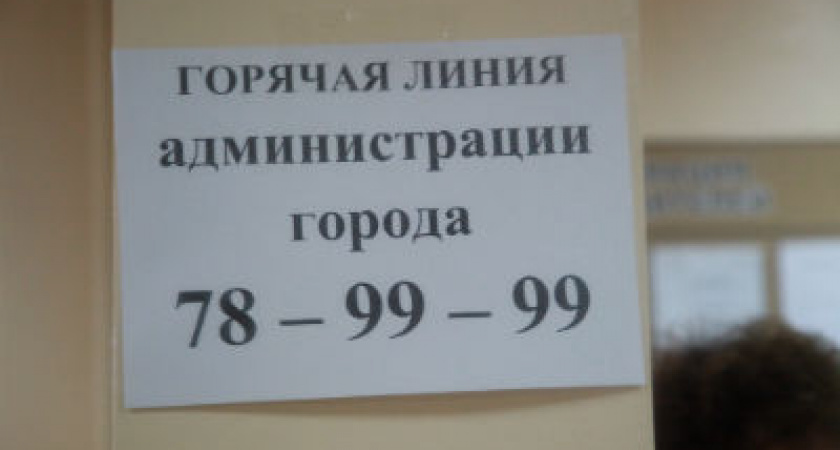 ГОРЯЧАЯ ЛИНИЯ
администрации
города
78 – 99 – 99